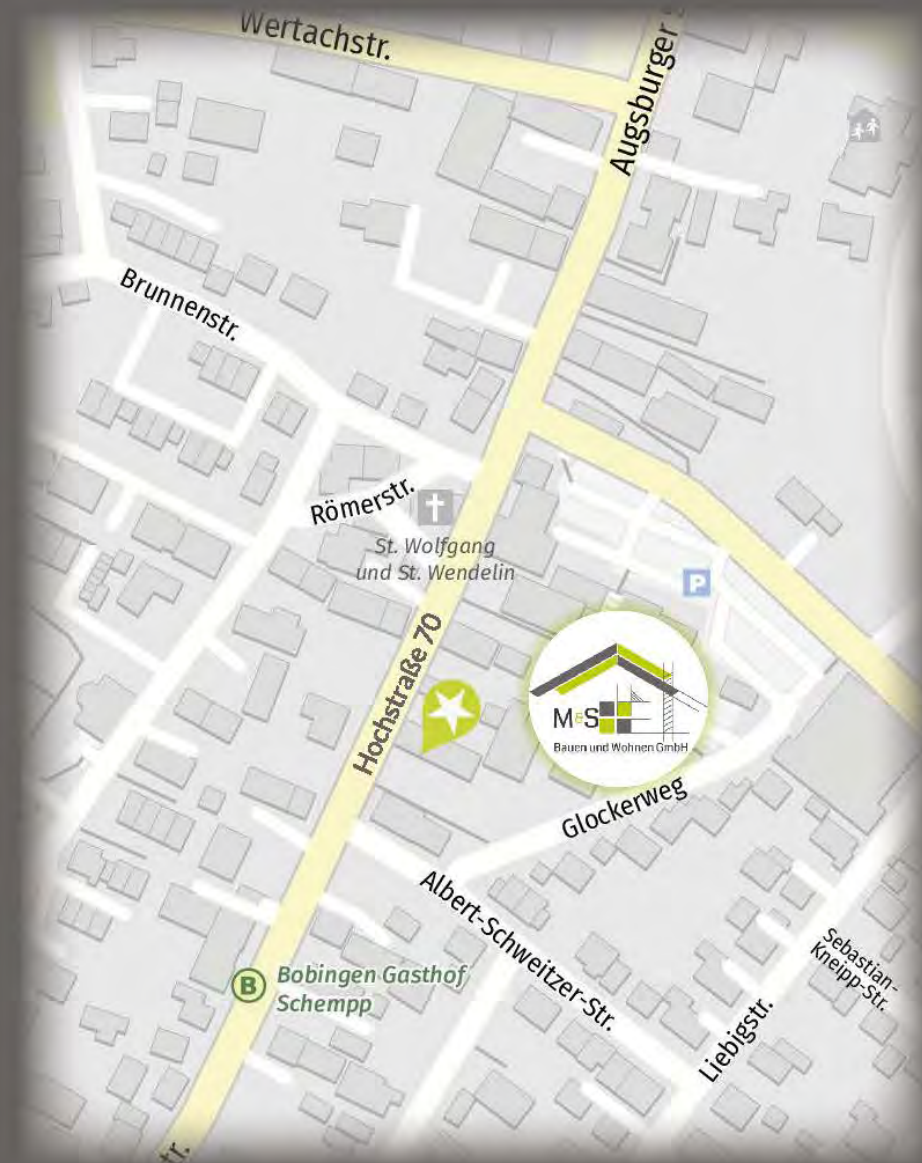 Wertachstr.
Augsburger
Brunnenstr.
Römerstr.
St. Wolfgang
und St. Wendelin
P
Hochstraße 70
M&S
Bauen und Wohnen GmbH
Glockerweg
Albert-Schweitzer-Str.
B
Bobingen Gasthof
Schempp
Sebastian-
Kneipp-Str.
Liebigstr.
tr.